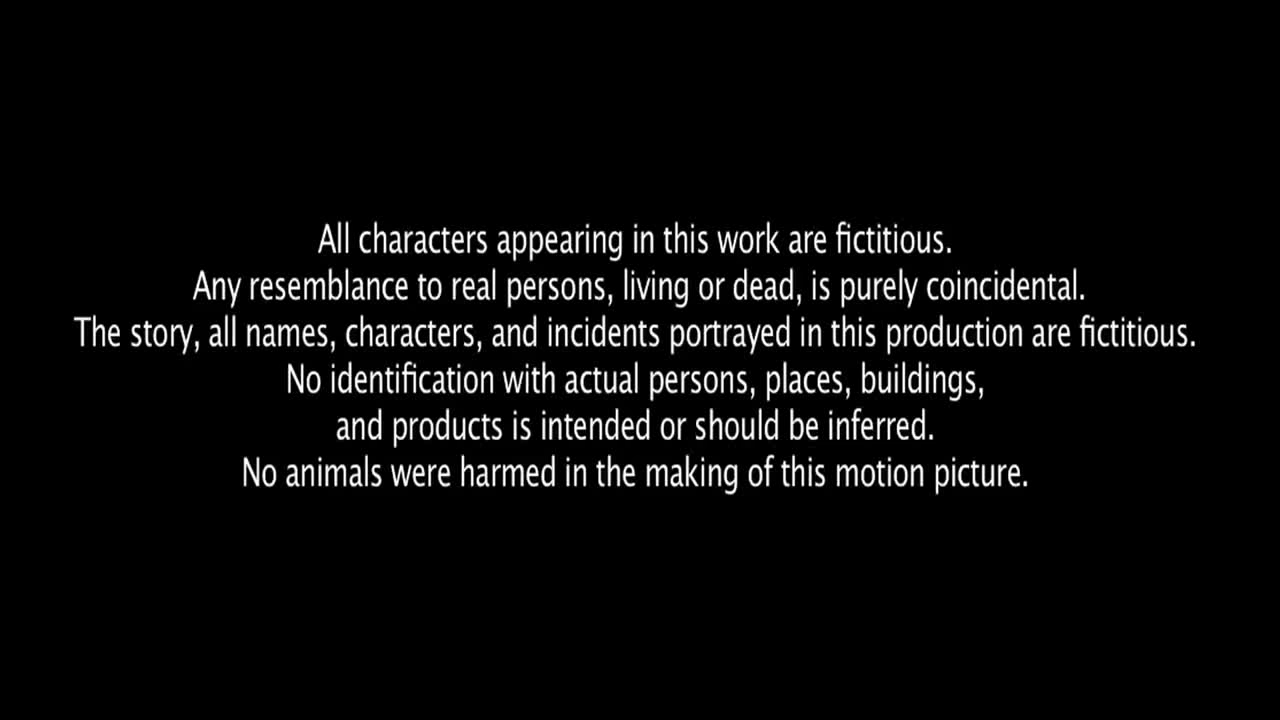 All characters appearing in this work are fictitious.
Any resemblance to real persons, living or dead, is purely coincidental.
The story, all names, characters, and incidents portrayed in this production are fictitious.
No identification with actual persons, places, buildings,
and products is intended or should be inferred.
No animals were harmed in the making of this motion picture.